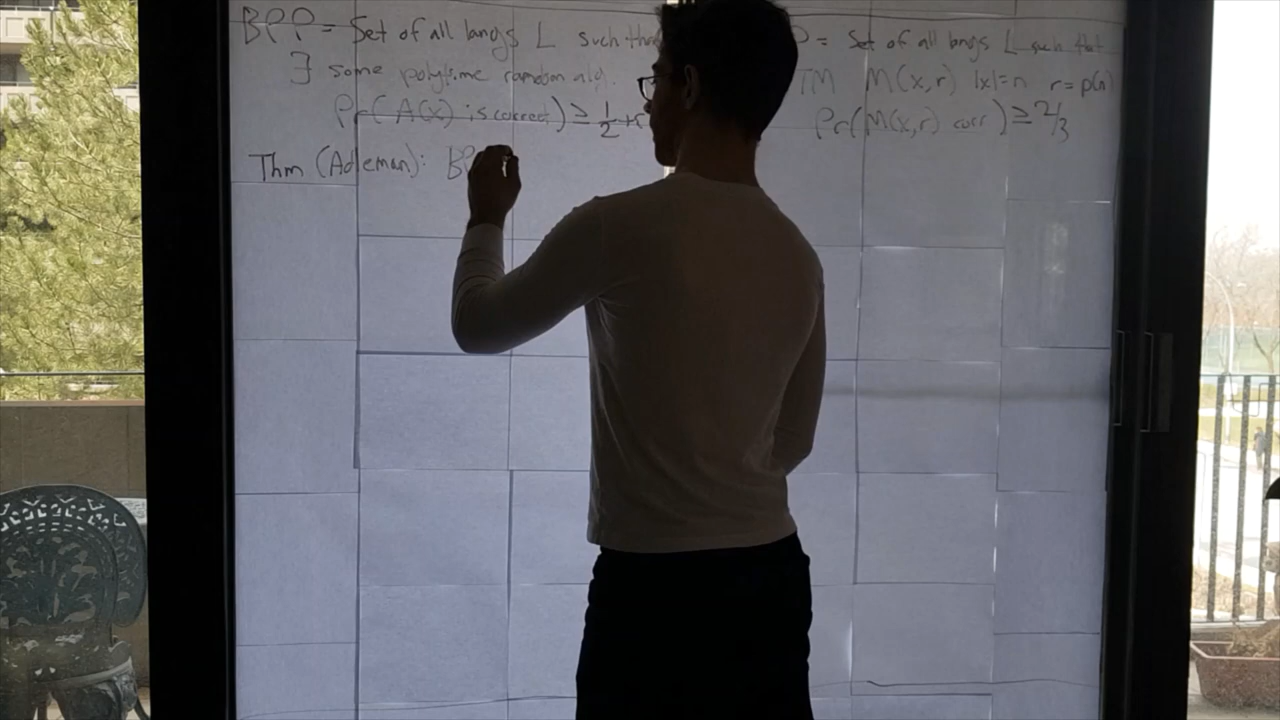 BPP = Set of all langs L such
∃ some polytime random alg.
Pr(A(x) is correct) ≥ 1/2 +
Thm (Adleman): BP
P = Set of all langs L such that
TM M(x,r) |x|=n r=p(n)
Pr(M(x,r) corr) ≥ 2/3